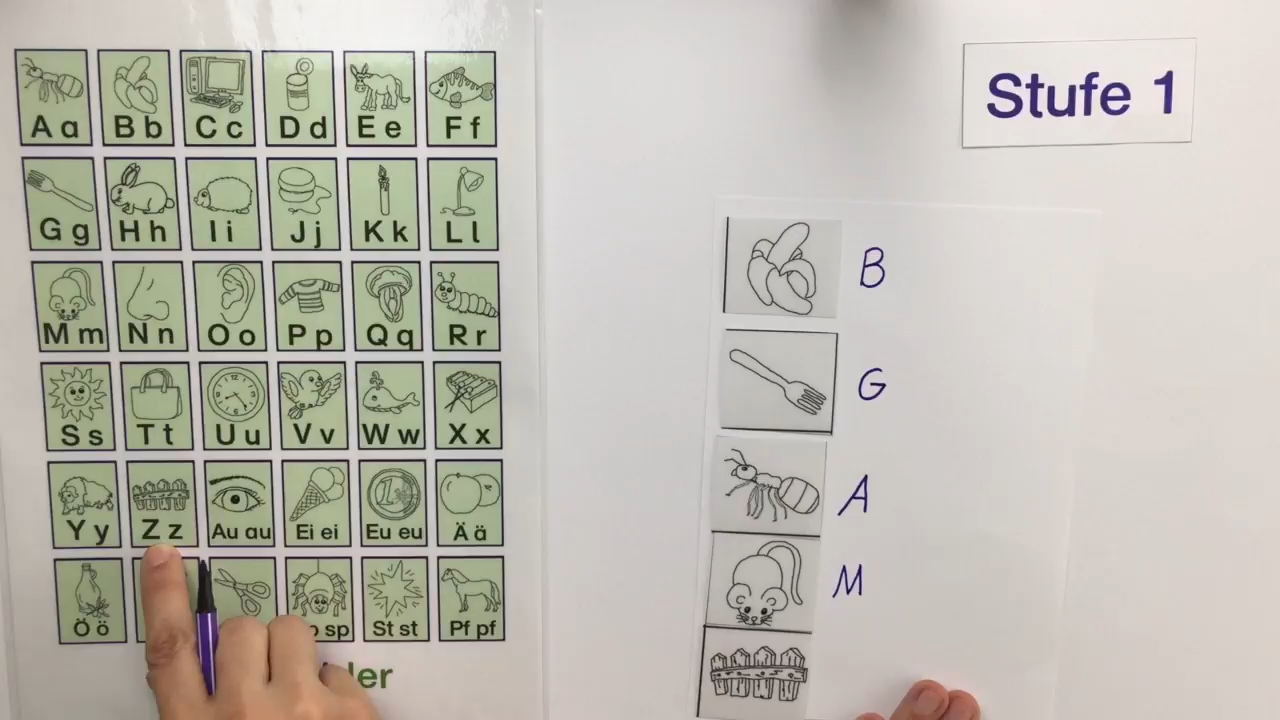 Stufe 1
A a B b C c D d E e F f
G g H h I i J j K k L l
M m N n O o P p Q q R r
S s T t U u V v W w X x
Y y Z z Au au Ei ei Eu eu Ä ä
Ö ö sp St st Pf pf
B
G
A
M